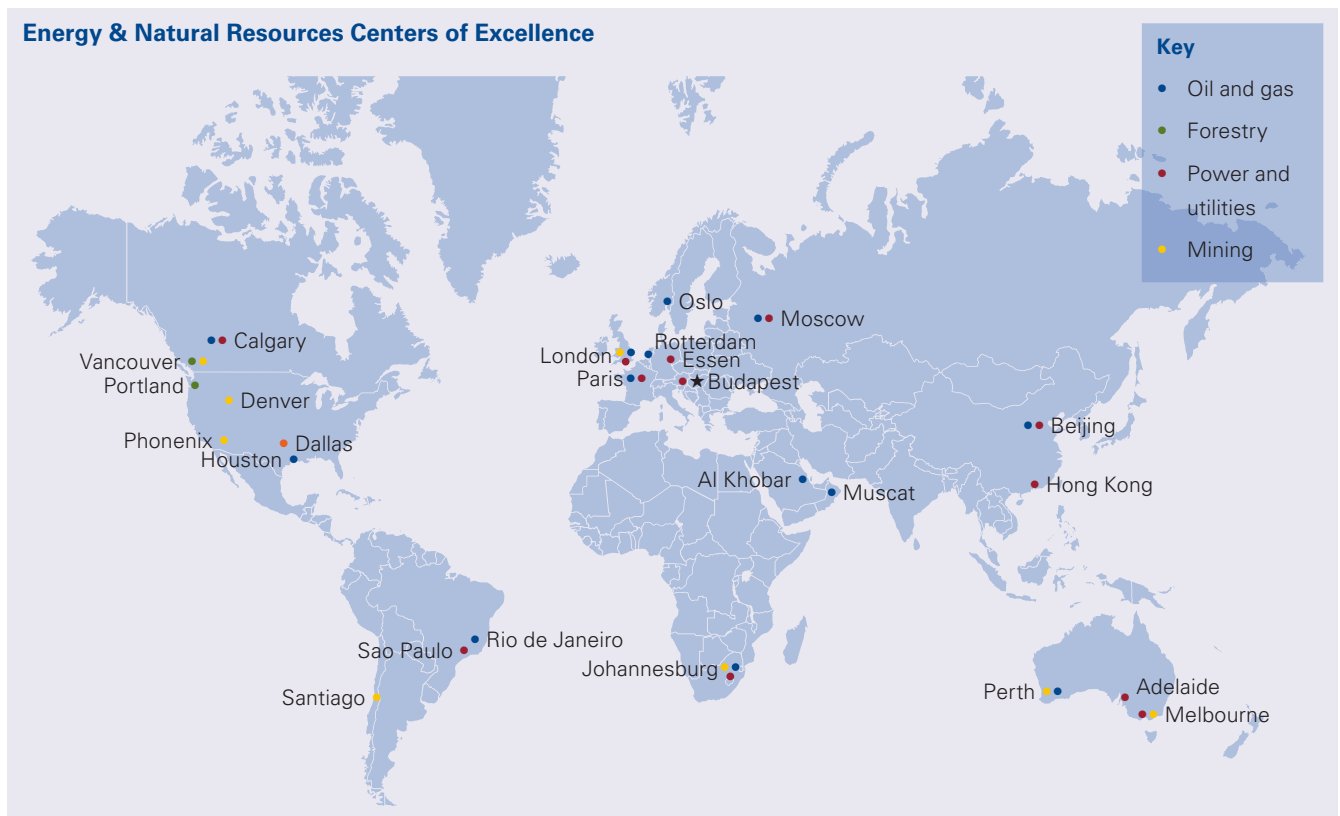 Energy & Natural Resources Centers of Excellence
Key
Oil and gas
Forestry
Power and
utilities
Mining
Oslo
Moscow
Calgary
Rotterdam
London
Essen
Vancouver
Paris
Budapest
Portland
Denver
Beijing
Phonenix
Dallas
Houston
Al Khobar
Hong Kong
Muscat
Rio de Janeiro
Sao Paulo
Johannesburg
Adelaide
Perth
Santiago
Melbourne